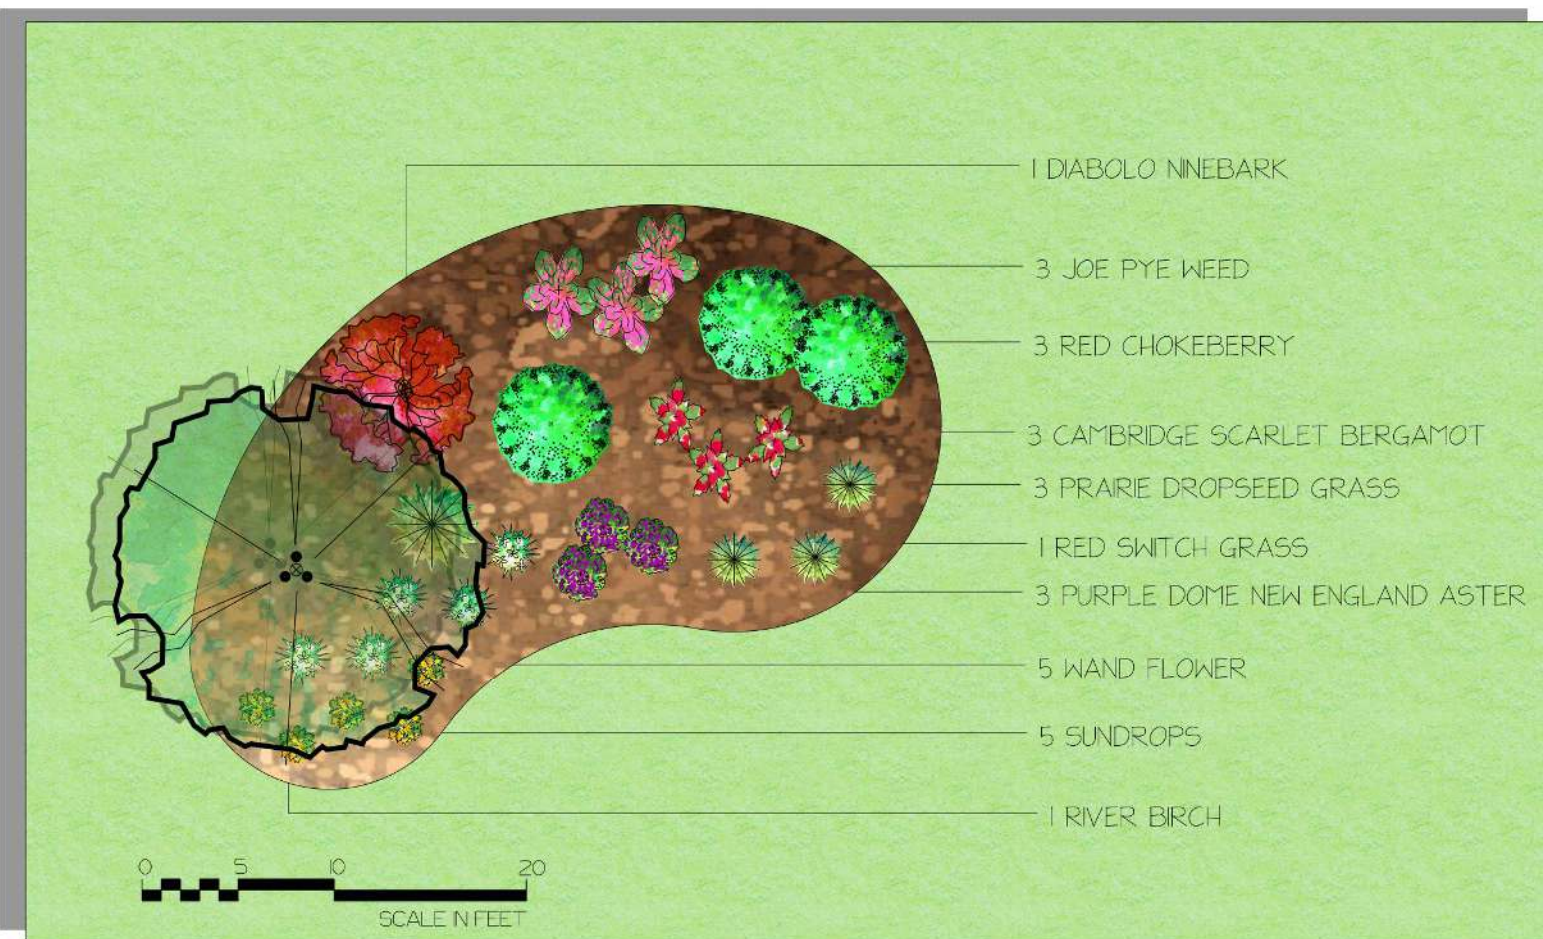 1 DIABOLO NINEBARK
3 JOE PYE WEED
3 RED CHOKEBERRY
3 CAMBRIDGE SCARLET BERGAMOT
3 PRAIRIE DROPSEED GRASS
1 RED SWITCH GRASS
3 PURPLE DOME NEW ENGLAND ASTER
5 WAND FLOWER
5 SUNDROPS
1 RIVER BIRCH
0 5 10 20
SCALE IN FEET